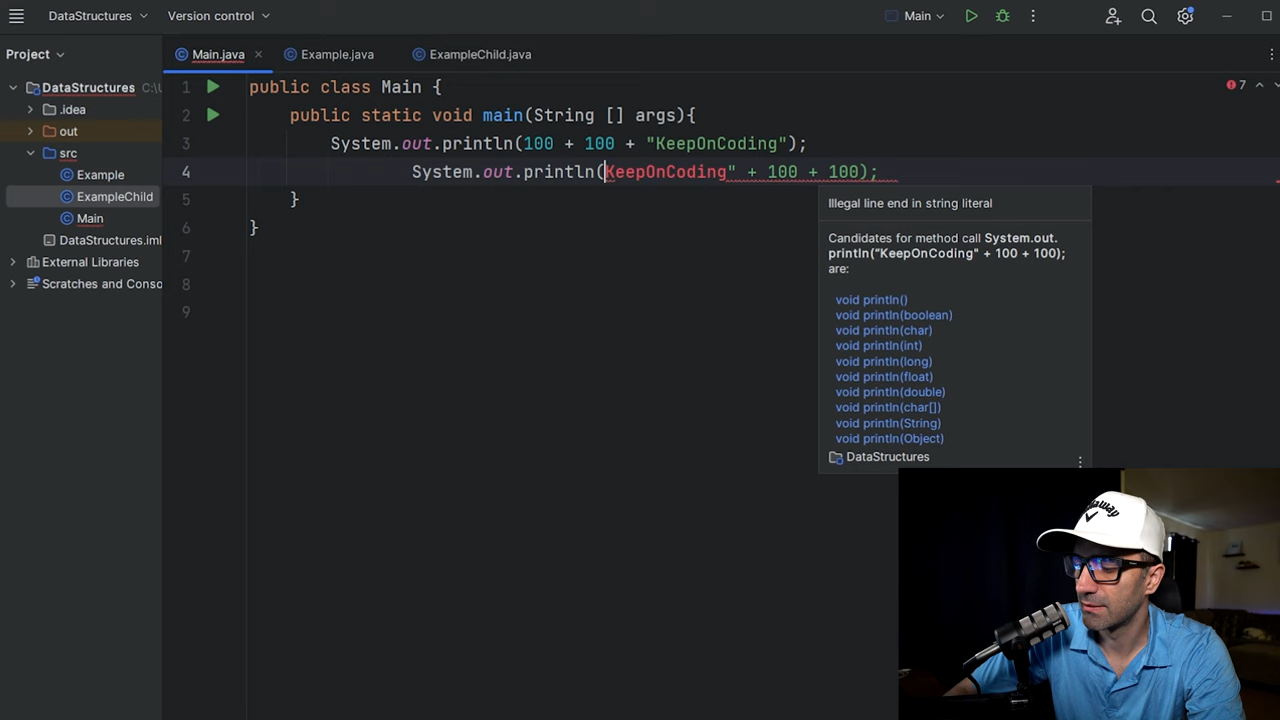 DataStructures Version control Main
Project Main.java Example.java ExampleChild.java
DataStructures C:\U
.idea
out
src
Example
ExampleChild
Main
DataStructures.iml
External Libraries
Scratches and Conso
7
1 public class Main {
2 public static void main(String [] args){
3 System.out.println(100 + 100 + "KeepOnCoding");
4 System.out.println(KeepOnCoding" + 100 + 100);
5 }
6 }
7
8
9
Illegal line end in string literal
Candidates for method call System.out.
println("KeepOnCoding" + 100 + 100);
are:
void println()
void println(boolean)
void println(char)
void println(int)
void println(long)
void println(float)
void println(double)
void println(char[])
void println(String)
void println(Object)
DataStructures